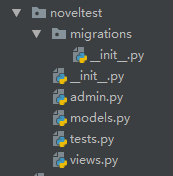 noveltest
migrations
__init__.py
__init__.py
admin.py
models.py
tests.py
views.py